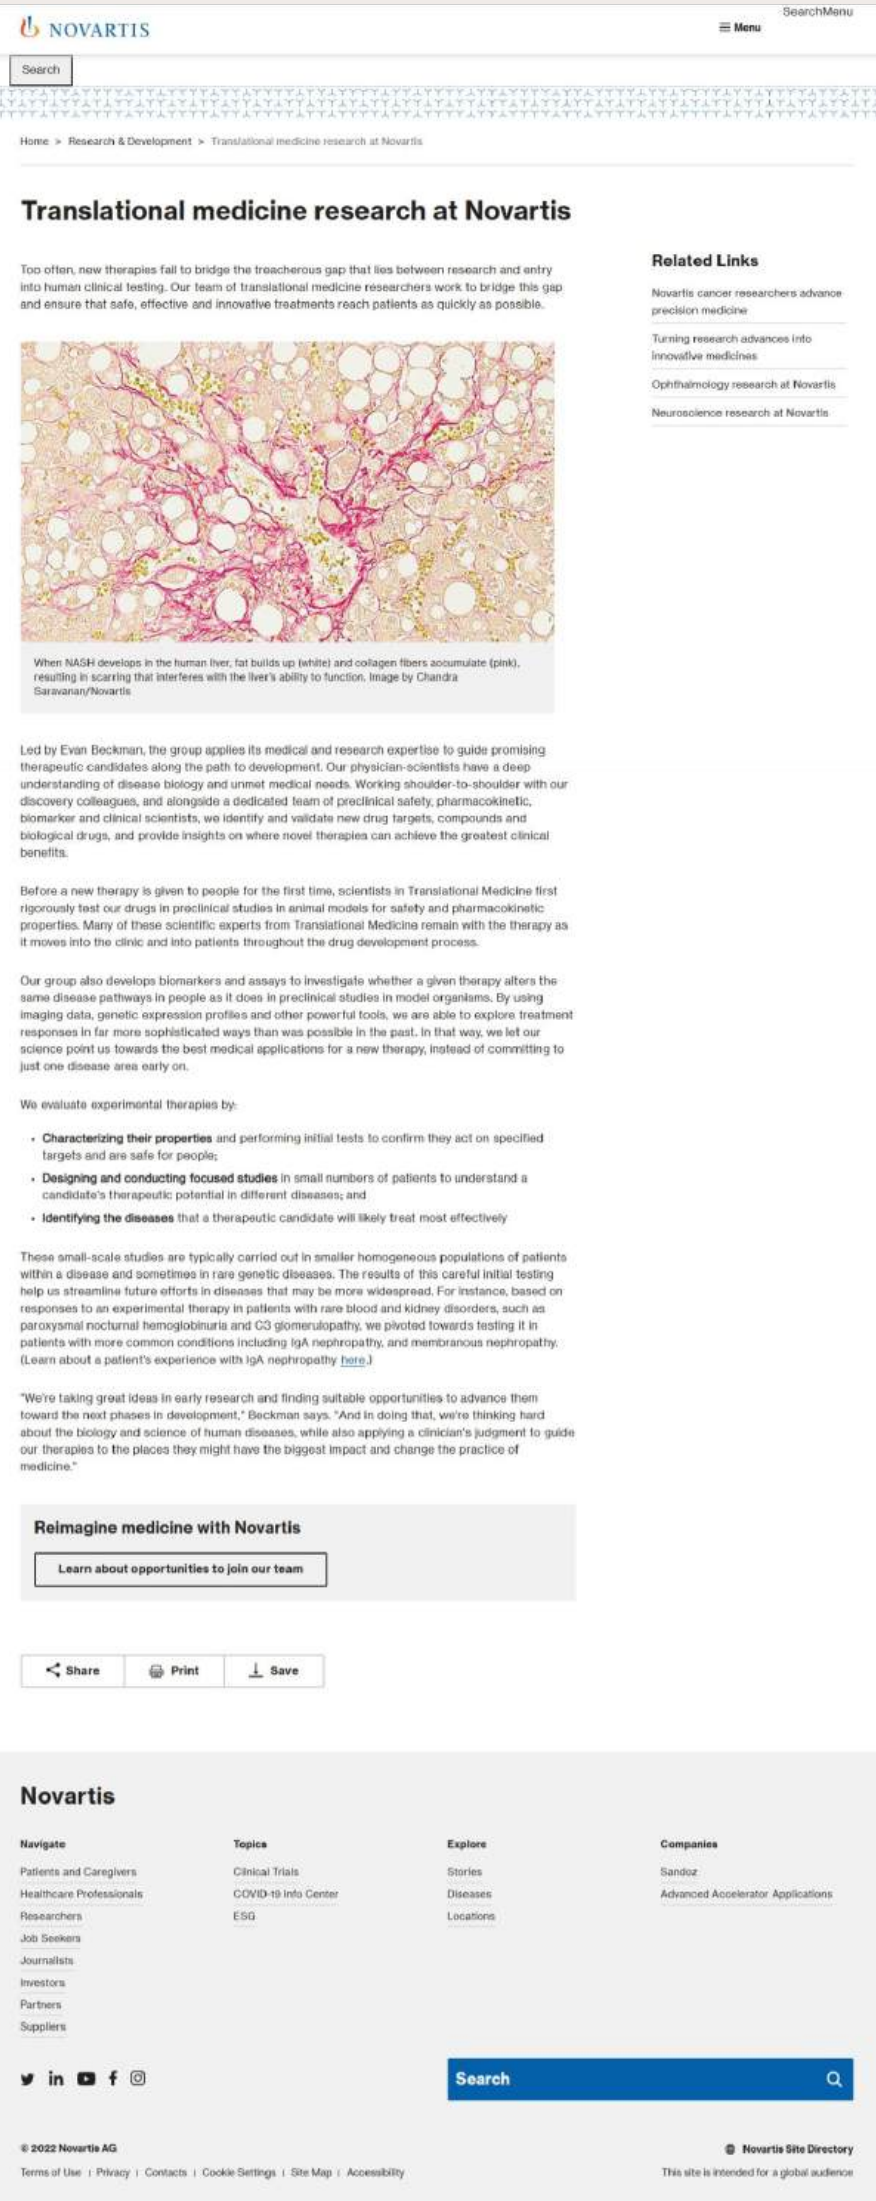 SearchMenu
NOVARTIS
Menu
Search
Home > Research & Development > Translational medicine research at Novartis
Translational medicine research at Novartis
Too often, new therapies fail to bridge the treacherous gap that lies between research and entry
into human clinical testing. Our team of translational medicine researchers work to bridge this gap
and ensure that safe, effective and innovative treatments reach patients as quickly as possible.
Related Links
Novartis cancer researchers advance
precision medicine
Turning research advances into
innovative medicines
Ophthalmology research at Novartis
Neuroscience research at Novartis
When NASH develops in the human liver, fat builds up (white) and collagen fibers accumulate (pink),
resulting in scarring that interferes with the liver's ability to function. Image by Chandra
Saravanan/Novartis
Led by Evan Beckman, the group applies its medical and research expertise to guide promising
therapeutic candidates along the path to development. Our physician-scientists have a deep
understanding of disease biology and unmet medical needs. Working shoulder-to-shoulder with our
discovery colleagues, and alongside a dedicated team of preclinical safety, pharmacokinetic,
biomarker and clinical scientists, we identify and validate new drug targets, compounds and
biological drugs, and provide insights on where novel therapies can achieve the greatest clinical
benefits.
Before a new therapy is given to people for the first time, scientists in Translational Medicine first
rigorously test our drugs in preclinical studies in animal models for safety and pharmacokinetic
properties. Many of these scientific experts from Translational Medicine remain with the therapy as
it moves into the clinic and into patients throughout the drug development process.
Our group also develops biomarkers and assays to investigate whether a given therapy alters the
same disease pathways in people as it does in preclinical studies in model organisms. By using
imaging data, genetic expression profiles and other powerful tools, we are able to explore treatment
responses in far more sophisticated ways than was possible in the past. In that way, we let our
science point us towards the best medical applications for a new therapy, instead of committing to
just one disease area early on.
We evaluate experimental therapies by:
• Characterizing their properties and performing initial tests to confirm they act on specified
targets and are safe for people;
• Designing and conducting focused studies in small numbers of patients to understand a
candidate's therapeutic potential in different diseases; and
• Identifying the diseases that a therapeutic candidate will likely treat most effectively
These small-scale studies are typically carried out in smaller homogeneous populations of patients
within a disease and sometimes in rare genetic diseases. The results of this careful initial testing
help us streamline future efforts in diseases that may be more widespread. For instance, based on
responses to an experimental therapy in patients with rare blood and kidney disorders, such as
paroxysmal nocturnal hemoglobinuria and C3 glomerulopathy, we pivoted towards testing it in
patients with more common conditions including IgA nephropathy, and membranous nephropathy.
(Learn about a patient's experience with IgA nephropathy here.)
"We're taking great ideas in early research and finding suitable opportunities to advance them
toward the next phases in development," Beckman says. "And in doing that, we're thinking hard
about the biology and science of human diseases, while also applying a clinician's judgment to guide
our therapies to the places they might have the biggest impact and change the practice of
medicine."
Reimagine medicine with Novartis
Learn about opportunities to join our team
Share Print Save
Novartis
Navigate
Patients and Caregivers
Healthcare Professionals
Researchers
Job Seekers
Journalists
Investors
Partners
Suppliers
Topics
Clinical Trials
COVID-19 Info Center
ESG
Explore
Stories
Diseases
Locations
Companies
Sandoz
Advanced Accelerator Applications
Search
© 2022 Novartis AG
Novartis Site Directory
Terms of Use | Privacy | Contacts | Cookie Settings | Site Map | Accessibility
This site is intended for a global audience